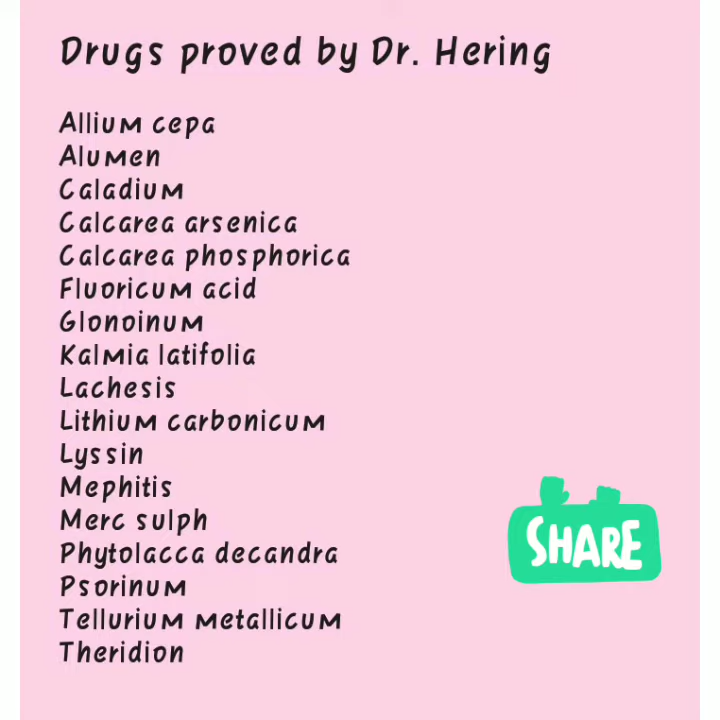 Drugs proved by Dr. Hering
Allium cepa
Alumen
Caladium
Calcarea arsenica
Calcarea phosphorica
Fluoricum acid
Glonoinum
Kalmia latifolia
Lachesis
Lithium carbonicum
Lyssin
Mephitis
Merc sulph
SHARE
Phytolacca decandra
Psorinum
Tellurium metallicum
Theridion